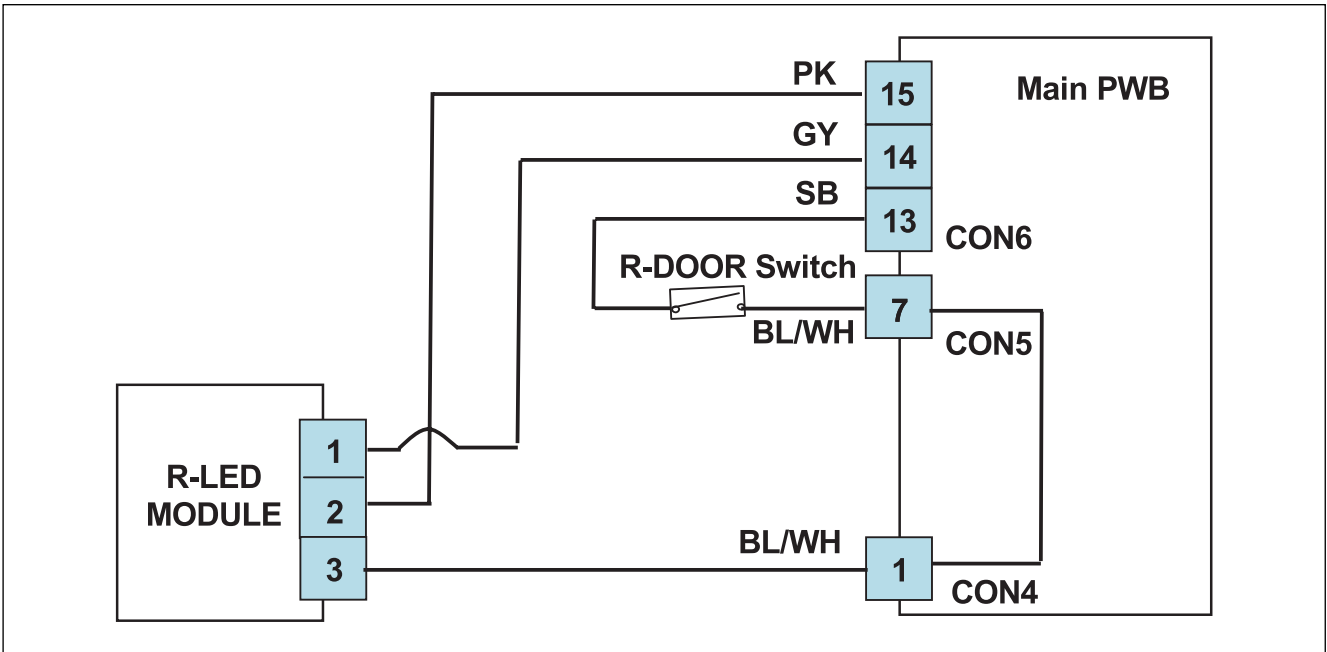 PK
15
Main PWB
GY
14
SB
13
CON6
R-DOOR Switch
7
BL/WH
CON5
R-LED
MODULE
1
2
3
BL/WH
1
CON4